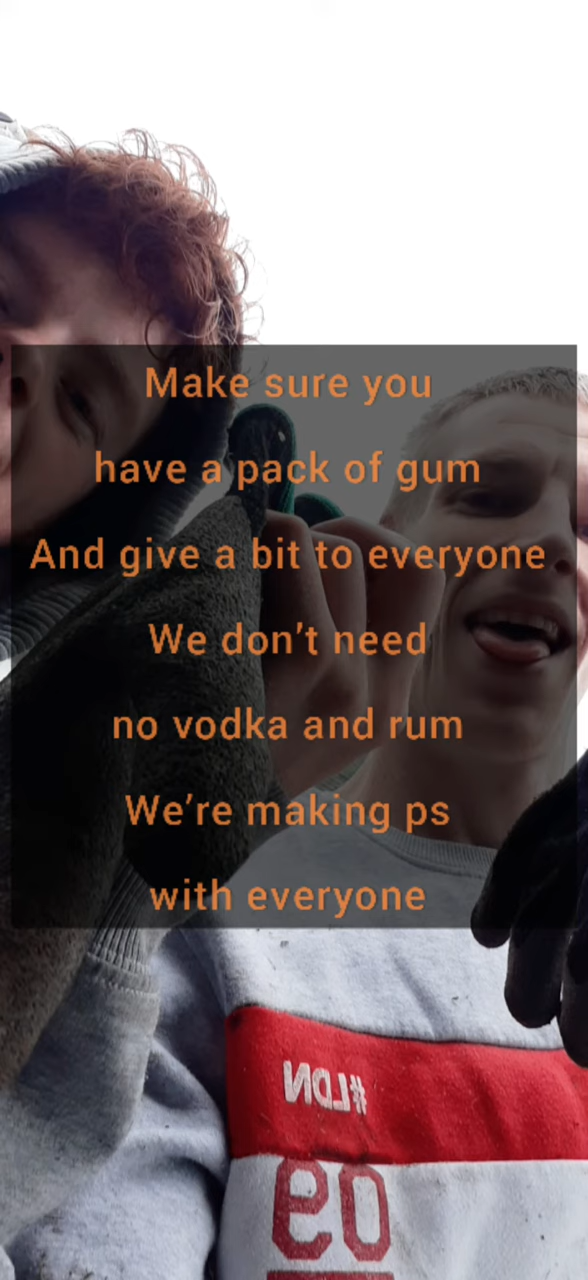 Make sure you
have a pack of gum
And give a bit to everyone
We don't need
no vodka and rum
We're making ps
with everyone
#LDN
09